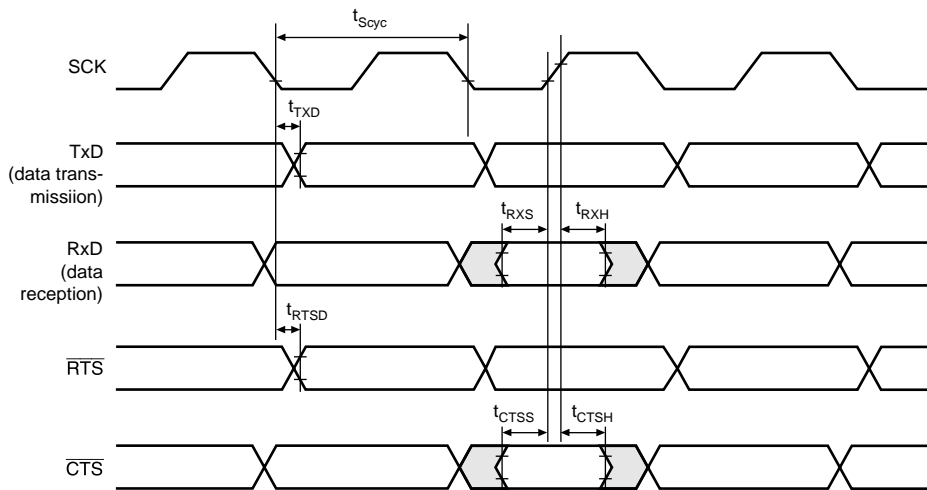 tScyc
SCK
tTXD
TxD
(data trans-
missiion)
tRXS
tRXH
RxD
(data
reception)
tRTSD
RTS
tCTSS
tCTSH
CTS